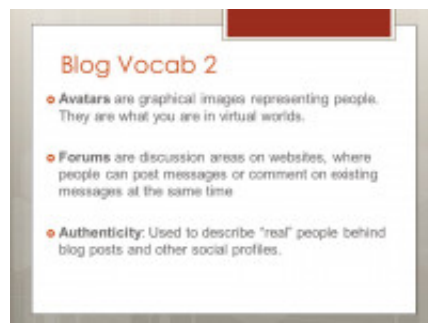 Blog Vocab 2
Avatars are graphical images representing people.
They are what you are in virtual worlds.
Forums are discussion areas on websites, where
people can post messages or comment on existing
messages at the same time
Authenticity: Used to describe "real" people behind
blog posts and other social profiles.